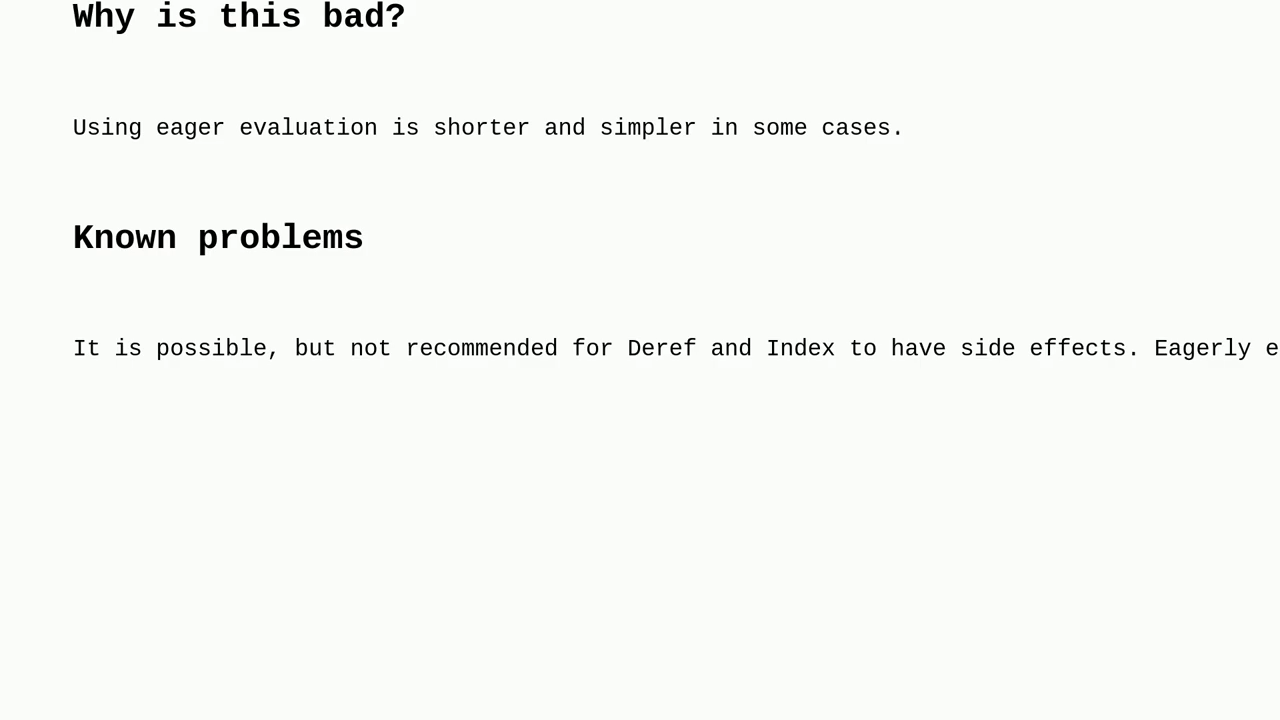 Why is this bad?
Using eager evaluation is shorter and simpler in some cases.
Known problems
It is possible, but not recommended for Deref and Index to have side effects. Eagerly